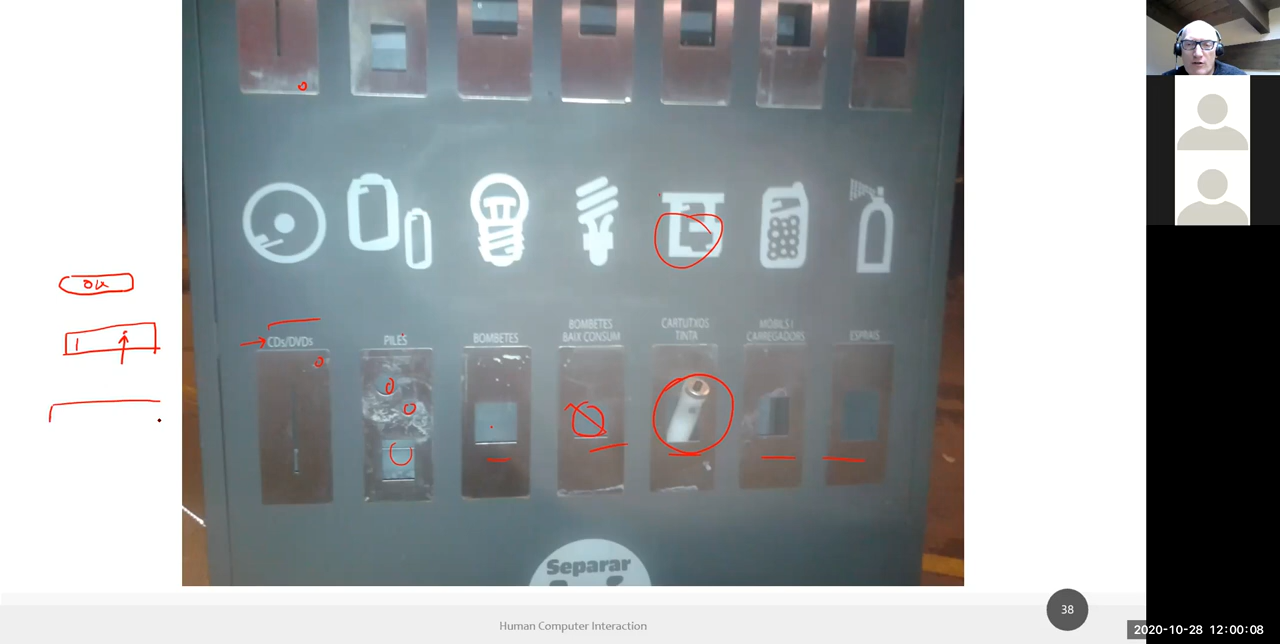 OK
BOMBETES
BAIX CONSUM
CARTUTXOS
TINTA
MÒBILS I
CARREGADORS
ESPRAIS
CDs/DVDs
PILES
BOMBETES
Separar
38
Human Computer Interaction
2020-10-28 12:00:08